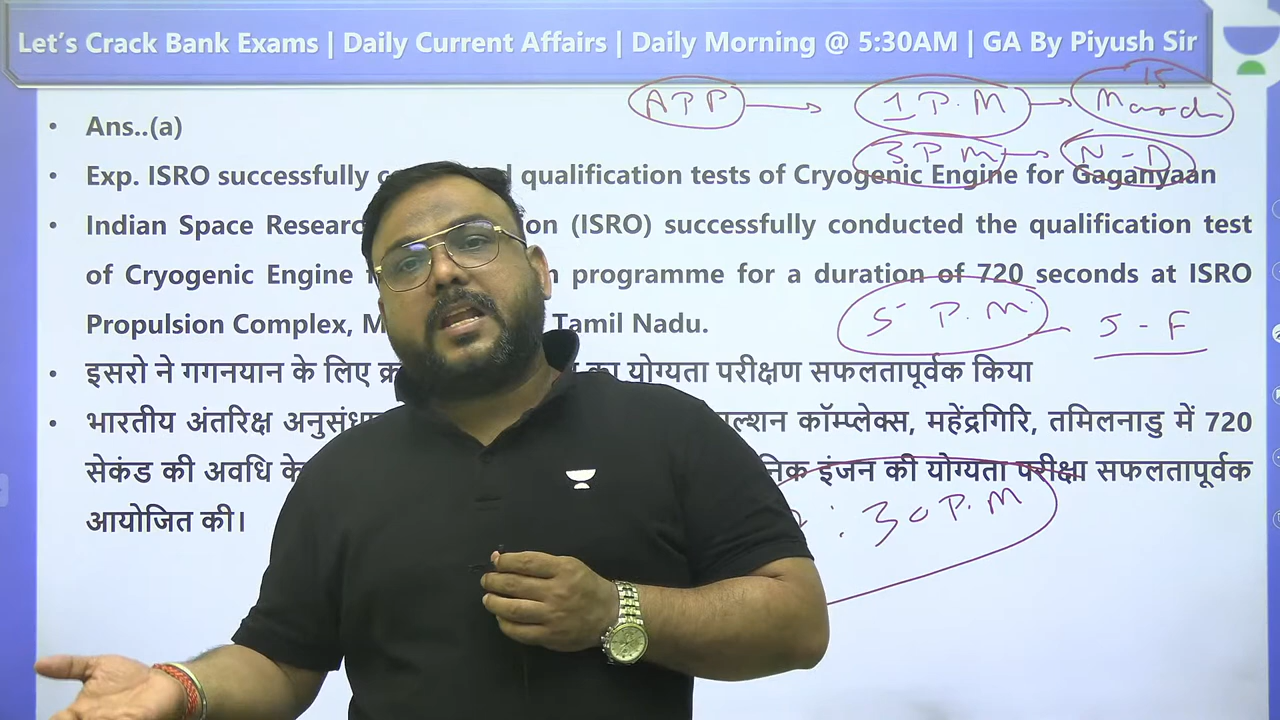 Let's Crack Bank Exams | Daily Current Affairs | Daily Morning @ 5:30AM | GA By Piyush Sir
APP 1 P.M 15 March
• Ans..(a)
3 P.M N-D
• Exp. ISRO successfully qualification tests of Cryogenic Engine for Gaganyaan
• Indian Space (ISRO) successfully conducted the qualification test
of Cryogenic Engine programme for a duration of 720 seconds at ISRO
Propulsion Complex, Tamil Nadu.
5 P.M J-F
• इसरो ने गगनयान के लिए का योग्यता परीक्षण सफलतापूर्वक किया
• भारतीय अंतरिक्ष कॉम्प्लेक्स, महेंद्रगिरि, तमिलनाडु में 720
सेकंड की अवधि इंजन की योग्यता परीक्षा सफलतापूर्वक
: 30 P.M
आयोजित की।